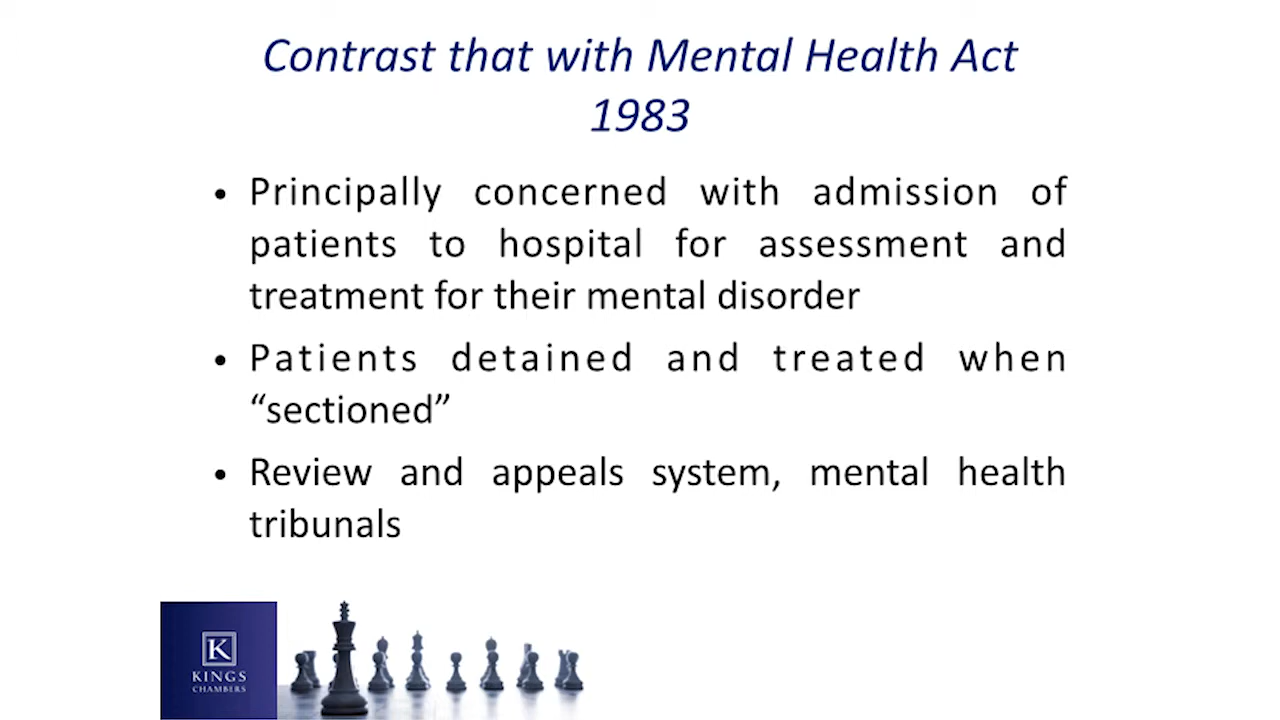 Contrast that with Mental Health Act
1983
• Principally concerned with admission of
patients to hospital for assessment and
treatment for their mental disorder
• Patients detained and treated when
“sectioned”
• Review and appeals system, mental health
tribunals
K
KINGS
CHAMBERS